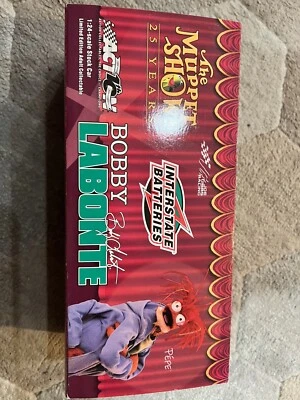 1:24-scale Stock Car
Limited Edition Adult Collectable
ACTION
The
MUPPET
SHOW
25 YEARS
INTERSTATE
BATTERIES
BOBBY
LABONTE
PEPE